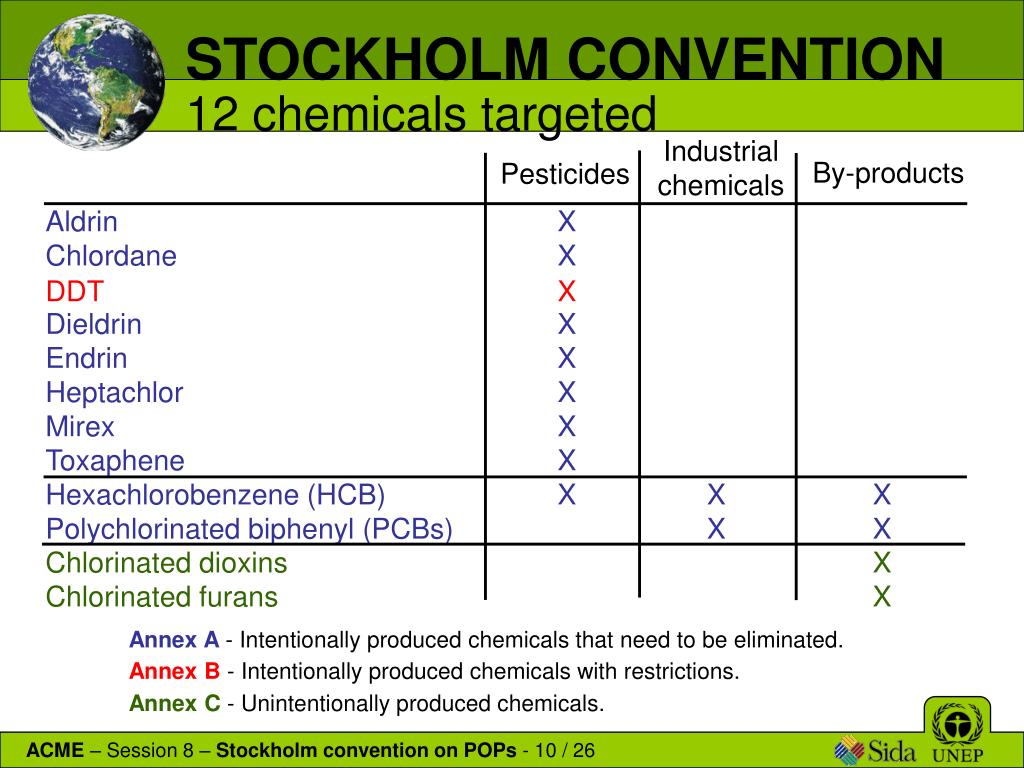 STOCKHOLM CONVENTION
12 chemicals targeted
Pesticides
Industrial
chemicals
By-products
Aldrin X
Chlordane X
DDT X
Dieldrin X
Endrin X
Heptachlor X
Mirex X
Toxaphene X
Hexachlorobenzene (HCB) X X X
Polychlorinated biphenyl (PCBs) X X
Chlorinated dioxins X
Chlorinated furans X
Annex A - Intentionally produced chemicals that need to be eliminated.
Annex B - Intentionally produced chemicals with restrictions.
Annex C - Unintentionally produced chemicals.
ACME – Session 8 – Stockholm convention on POPs - 10 / 26
Sida
UNEP